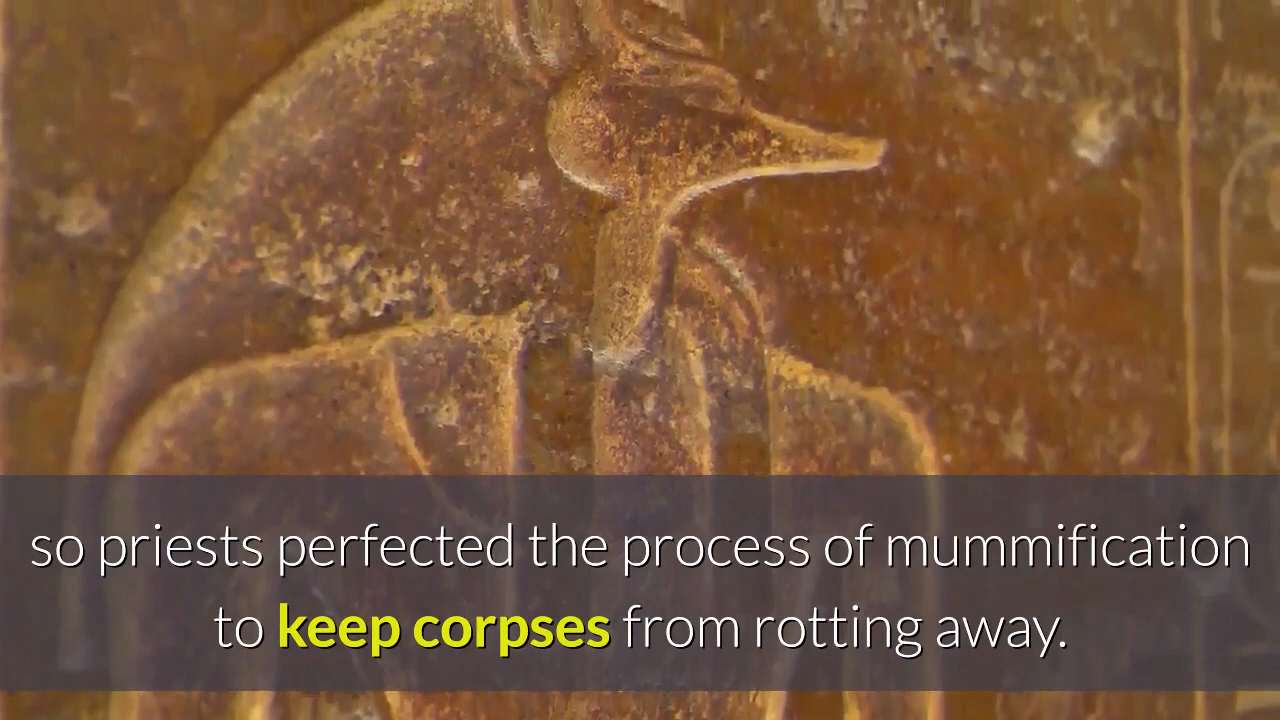 so priests perfected the process of mummification
to keep corpses from rotting away.